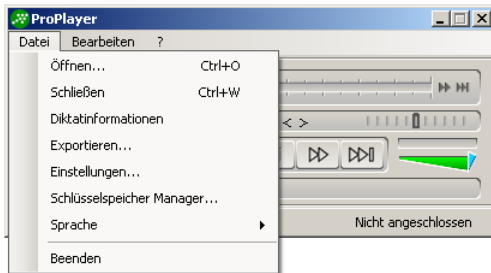 ProPlayer
Datei Bearbeiten ?
Öffnen... Ctrl+O
Schließen Ctrl+W
Diktatinformationen
< >
Exportieren...
Einstellungen...
Schlüsselspeicher Manager...
Sprache
Nicht angeschlossen
Beenden